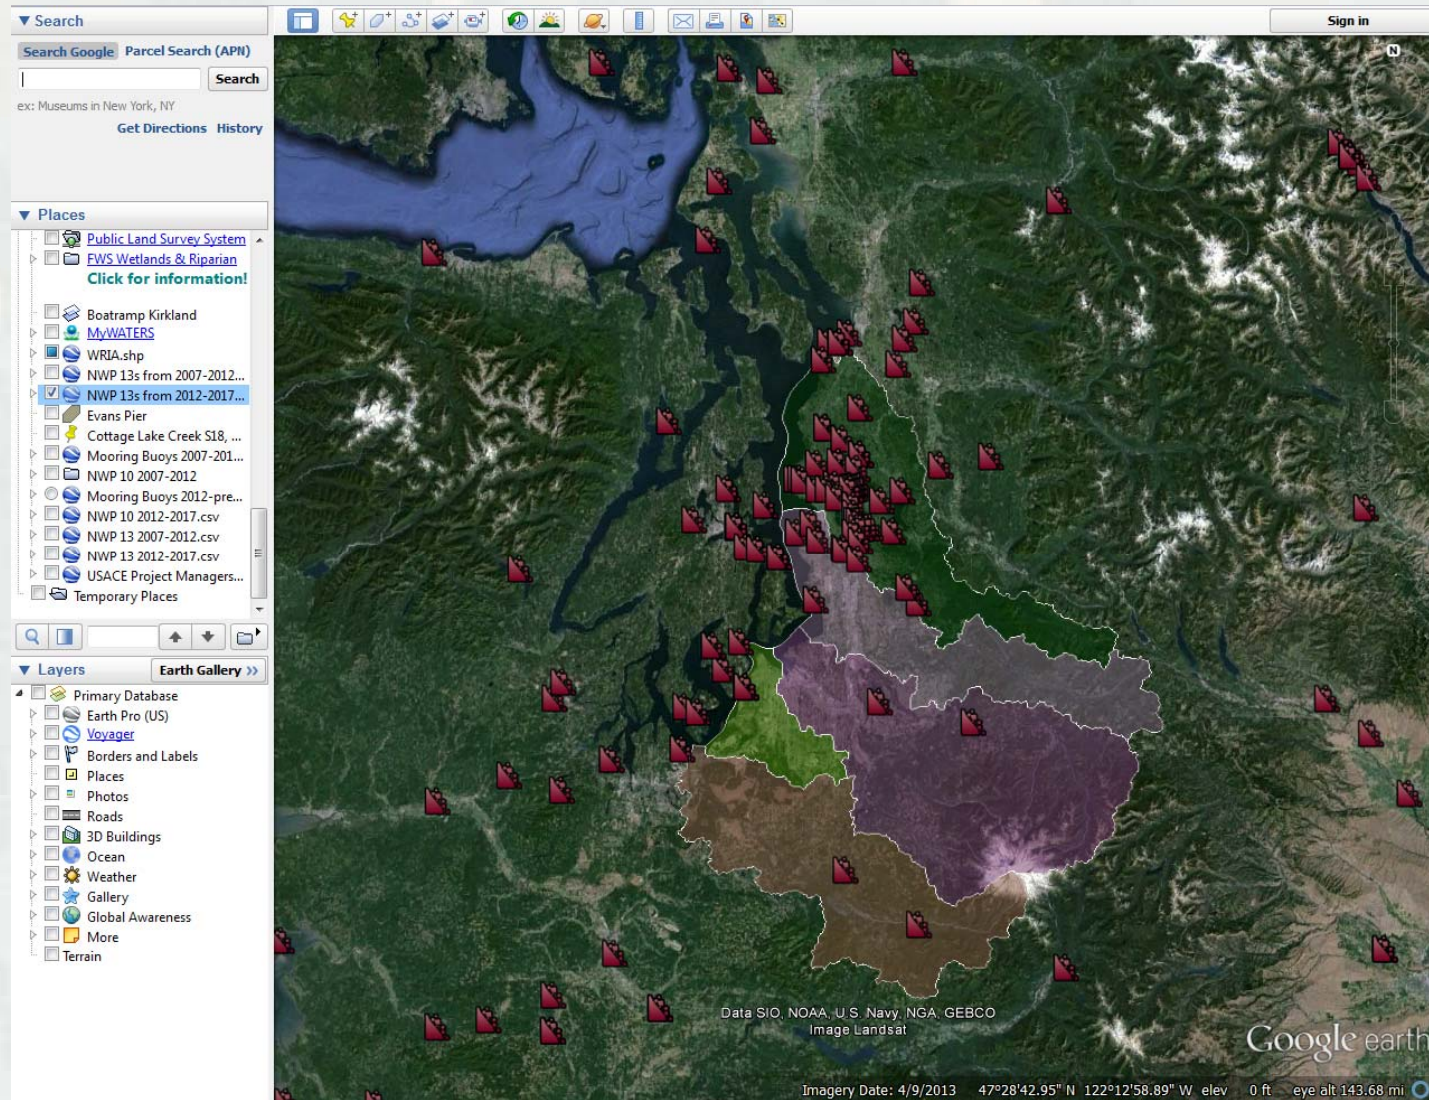 Search
Search Google Parcel Search (APN)
Search
ex: Museums in New York, NY
Get Directions History
Places
Public Land Survey System
FWS Wetlands & Riparian
Click for information!
Boatramp Kirkland
MyWATERS
WRIA.shp
NWP 13s from 2007-2012...
NWP 13s from 2012-2017...
Evans Pier
Cottage Lake Creek S18, ...
Mooring Buoys 2007-201...
NWP 10 2007-2012
Mooring Buoys 2012-pre...
NWP 10 2012-2017.csv
NWP 13 2007-2012.csv
NWP 13 2012-2017.csv
USACE Project Managers...
Temporary Places
Layers Earth Gallery >>
Primary Database
Earth Pro (US)
Voyager
Borders and Labels
Places
Photos
Roads
3D Buildings
Ocean
Weather
Gallery
Global Awareness
More
Terrain
Sign in
N
Data SIO, NOAA, U.S. Navy, NGA, GEBCO
Image Landsat
Google earth
Imagery Date: 4/9/2013 47°28'42.95" N 122°12'58.89" W elev 0 ft eye alt 143.68 mi